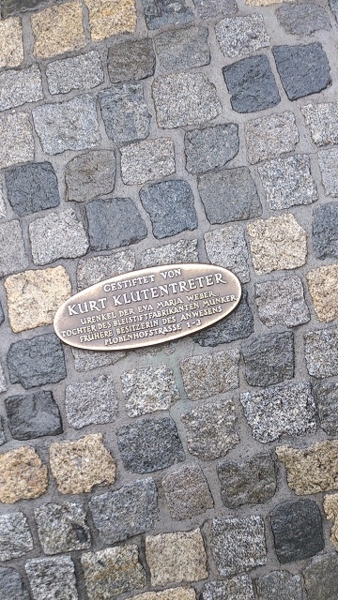 GESTIFTET VON
KURT KLUTENTRETER
URENKEL DER EVA MARIA WEBER
TOCHTER DES BLEISTIFTFABRIKANTEN MUNKER
FRÜHERE BESITZERIN DES ANWESENS
PLOBENHOFSTRASSE 1-3